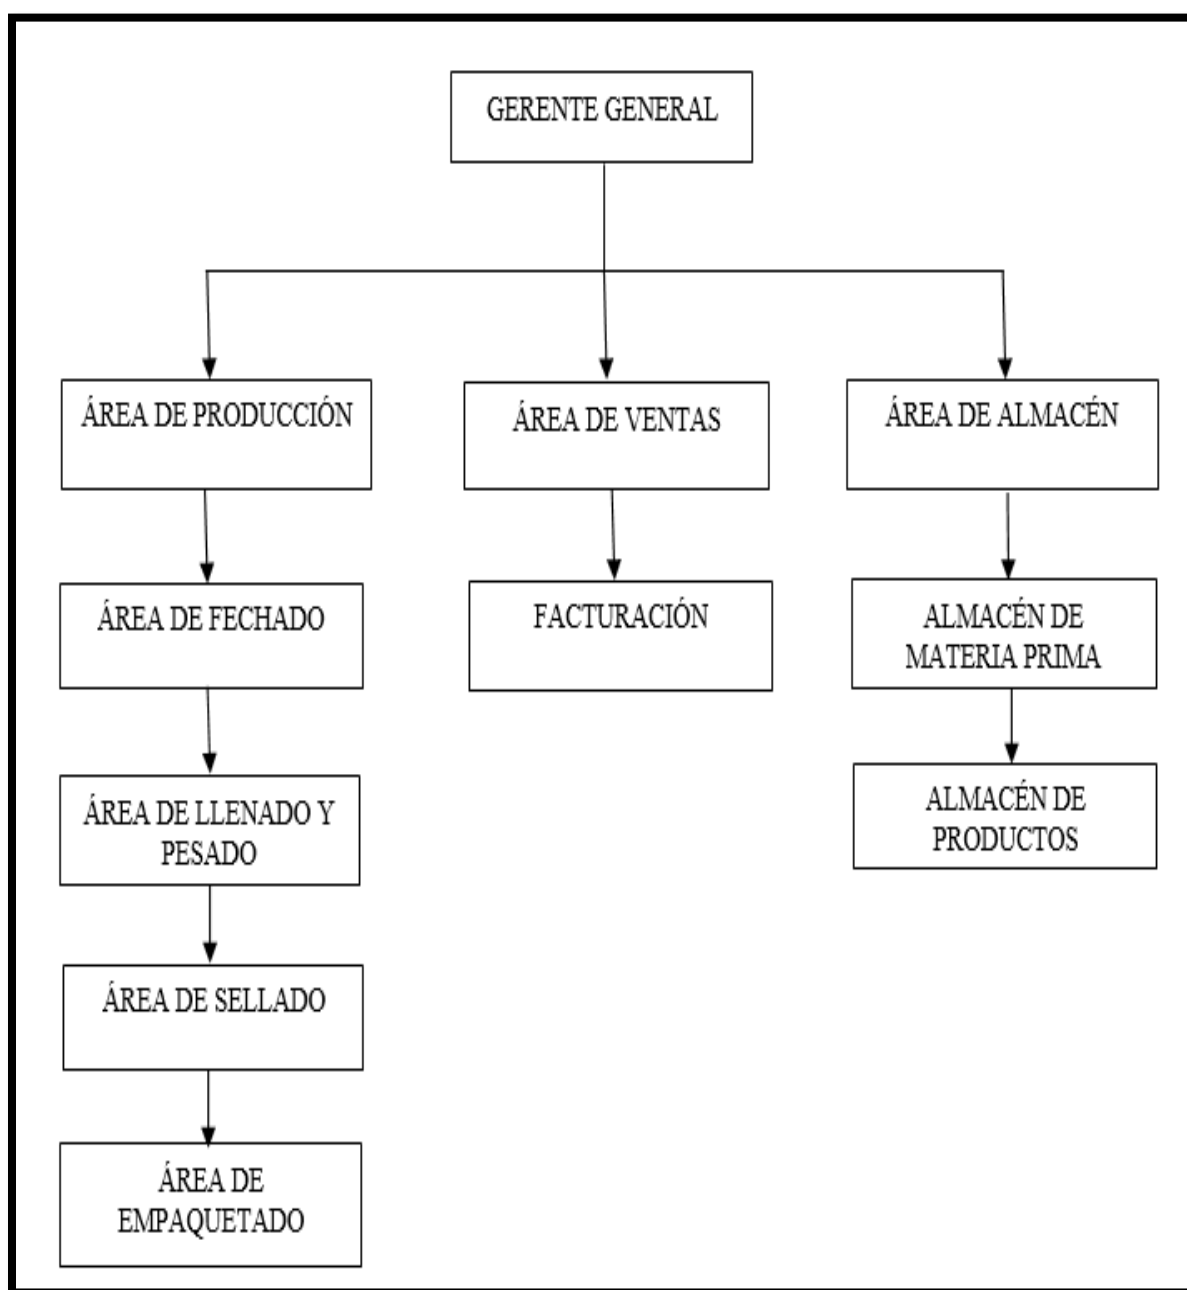 GERENTE GENERAL
ÁREA DE PRODUCCIÓN
ÁREA DE VENTAS
ÁREA DE ALMACÉN
ÁREA DE FECHADO
FACTURACIÓN
ALMACÉN DE
MATERIA PRIMA
ÁREA DE LLENADO Y
PESADO
ALMACÉN DE
PRODUCTOS
ÁREA DE SELLADO
ÁREA DE
EMPAQUETADO